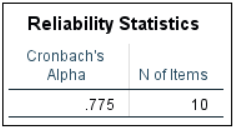 Reliability Statistics
Cronbach's
Alpha N of Items
.775 10